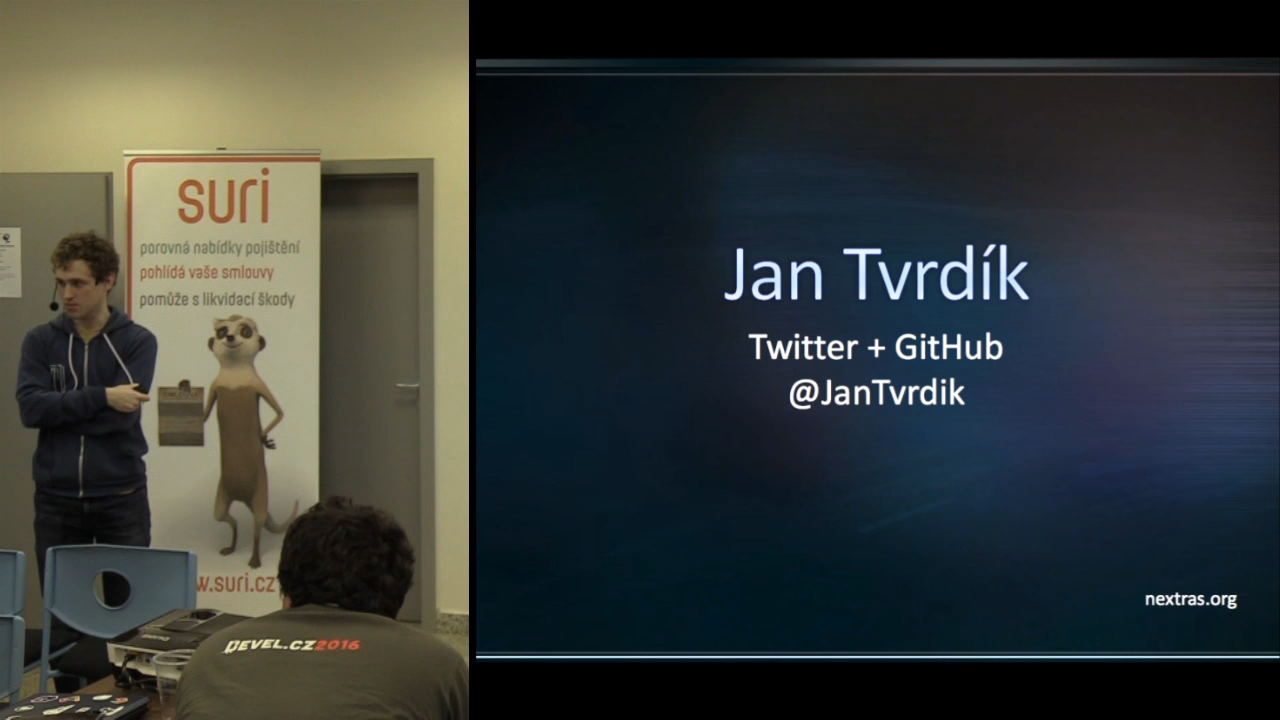 suri
porovná nabídky pojištění
pohlídá vaše smlouvy
pomůže s likvidací škody
w.suri.cz
DEVEL.CZ2016
Jan Tvrdík
Twitter + GitHub
@JanTvrdik
nextras.org